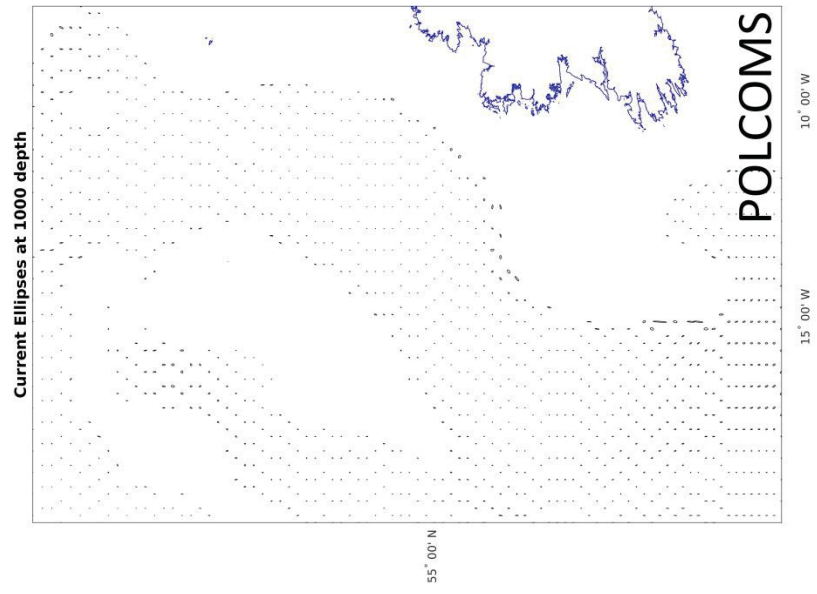 Current Ellipses at 1000 depth
55° 00' N
15° 00' W
10° 00' W
POLCOMS